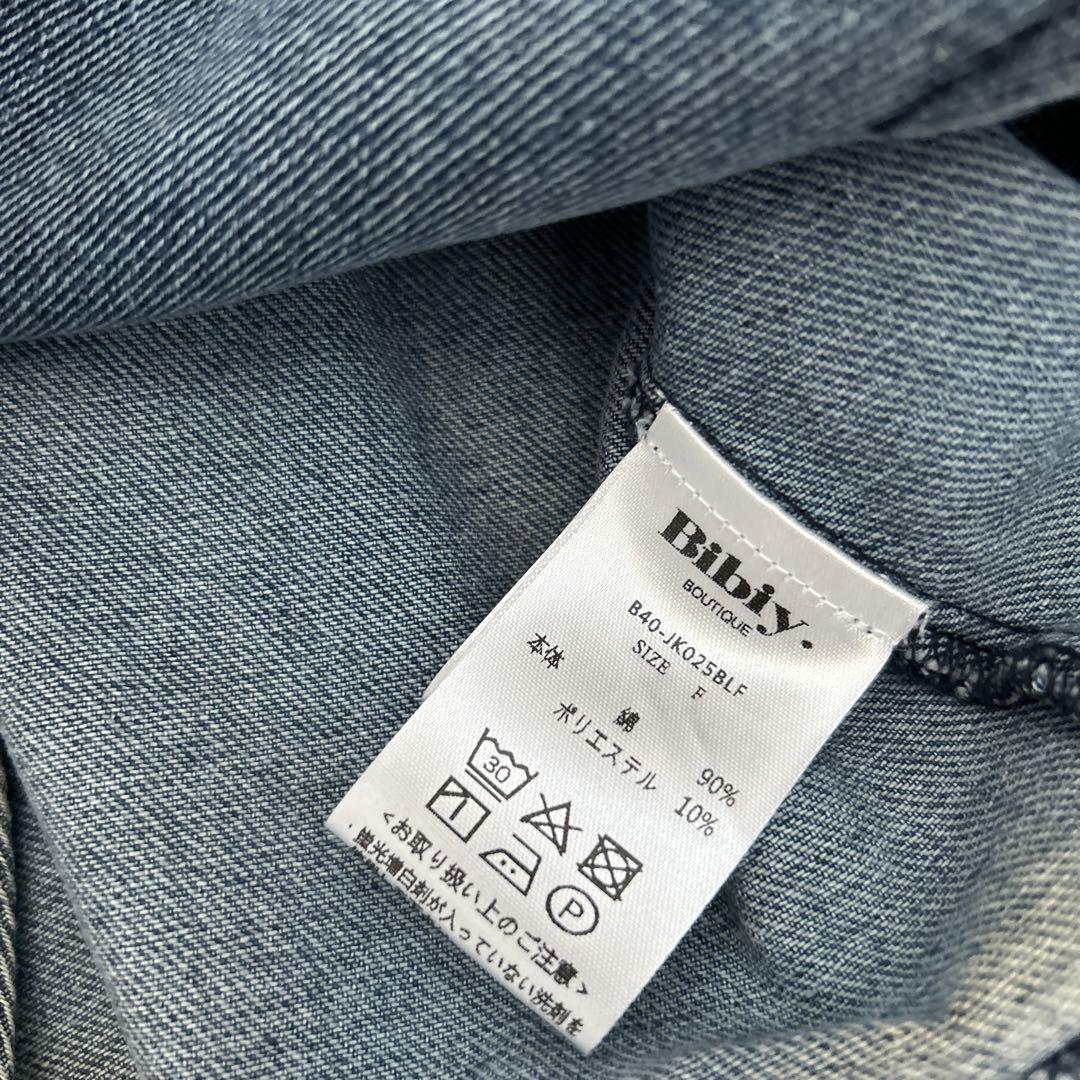 Bibiy.
BOUTIQUE
B40-JK025BLF
SIZE F
本体
綿 90%
ポリエステル 10%
30
P
<お取り扱い上のご注意>
・蛍光増白剤が入っていない洗剤を